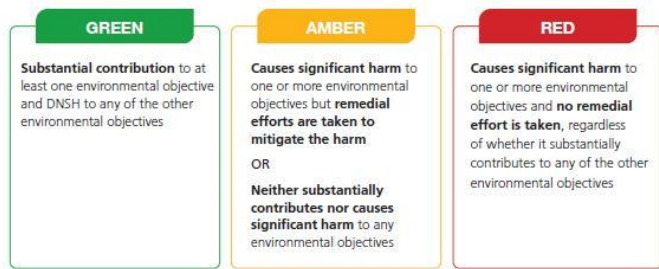 GREEN
Substantial contribution to at
least one environmental objective
and DNSH to any of the other
environmental objectives
AMBER
Causes significant harm to
one or more environmental
objectives but remedial
efforts are taken to
mitigate the harm
OR
Neither substantially
contributes nor causes
significant harm to any
environmental objectives
RED
Causes significant harm to
one or more environmental
objectives and no remedial
effort is taken, regardless
of whether it substantially
contributes to any of the other
environmental objectives